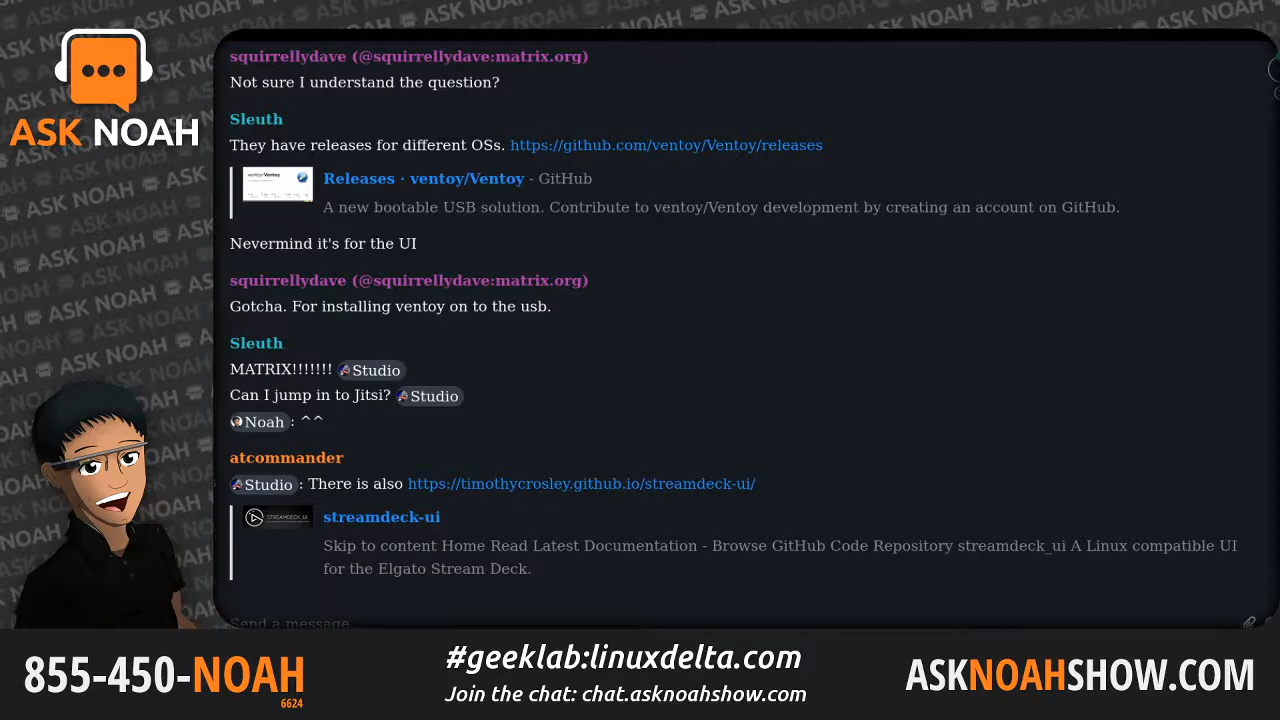 ASK NOAH
squirrellydave (@squirrellydave:matrix.org)
Not sure I understand the question?
Sleuth
They have releases for different OSs. https://github.com/ventoy/Ventoy/releases
Releases · ventoy/Ventoy - GitHub
A new bootable USB solution. Contribute to ventoy/Ventoy development by creating an account on GitHub.
Nevermind it's for the UI
squirrellydave (@squirrellydave:matrix.org)
Gotcha. For installing ventoy on to the usb.
Sleuth
MATRIX!!!!!!! Studio
Can I jump in to Jitsi? Studio
Noah : ^^
atcommander
Studio : There is also https://timothycrosley.github.io/streamdeck-ui/
STREAMDECK_UI
streamdeck-ui
Skip to content Home Read Latest Documentation - Browse GitHub Code Repository streamdeck_ui A Linux compatible UI
for the Elgato Stream Deck.
Send a message
855-450-NOAH
6624
#geeklab:linuxdelta.com
Join the chat: chat.asknoahshow.com
ASKNOAHSHOW.COM